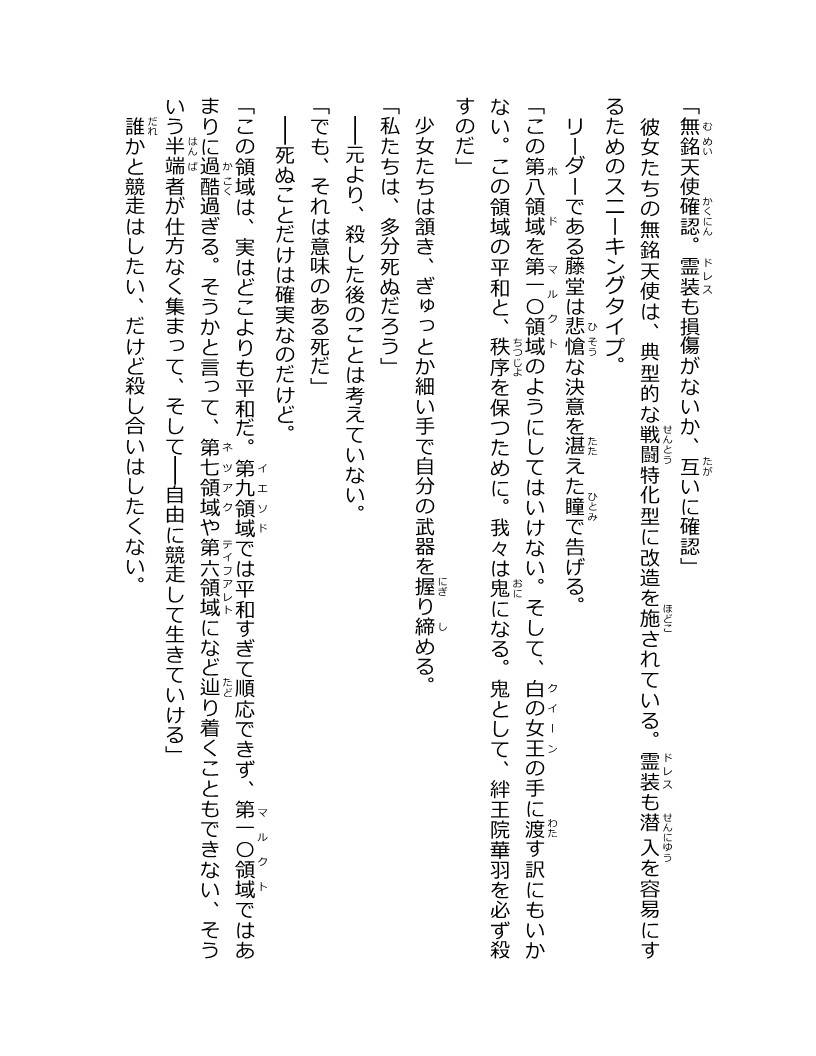 「無銘天使確認。霊装も損傷がないか、互いに確認」
　彼女たちの無銘天使は、典型的な戦闘特化型に改造を施されている。霊装も潜入を容易にす
るためのスニーキングタイプ。
　リーダーである藤堂は悲愴な決意を湛えた瞳で告げる。
「この第八領域を第一〇領域のようにしてはいけない。そして、白の女王の手に渡す訳にもいか
ない。この領域の平和と、秩序を保つために。我々は鬼になる。鬼として、絆王院華羽を必ず殺
すのだ」
　少女たちは頷き、ぎゅっとか細い手で自分の武器を握り締める。
「私たちは、多分死ぬだろう」
　――元より、殺した後のことは考えていない。
「でも、それは意味のある死だ」
　――死ぬことだけは確実なのだけど。
「この領域は、実はどこよりも平和だ。第九領域では平和すぎて順応できず、第一〇領域ではあ
まりに過酷過ぎる。そうかと言って、第七領域や第六領域になど辿り着くこともできない、そう
いう半端者が仕方なく集まって、そして――自由に競走して生きていける」
　誰かと競走はしたい、だけど殺し合いはしたくない。